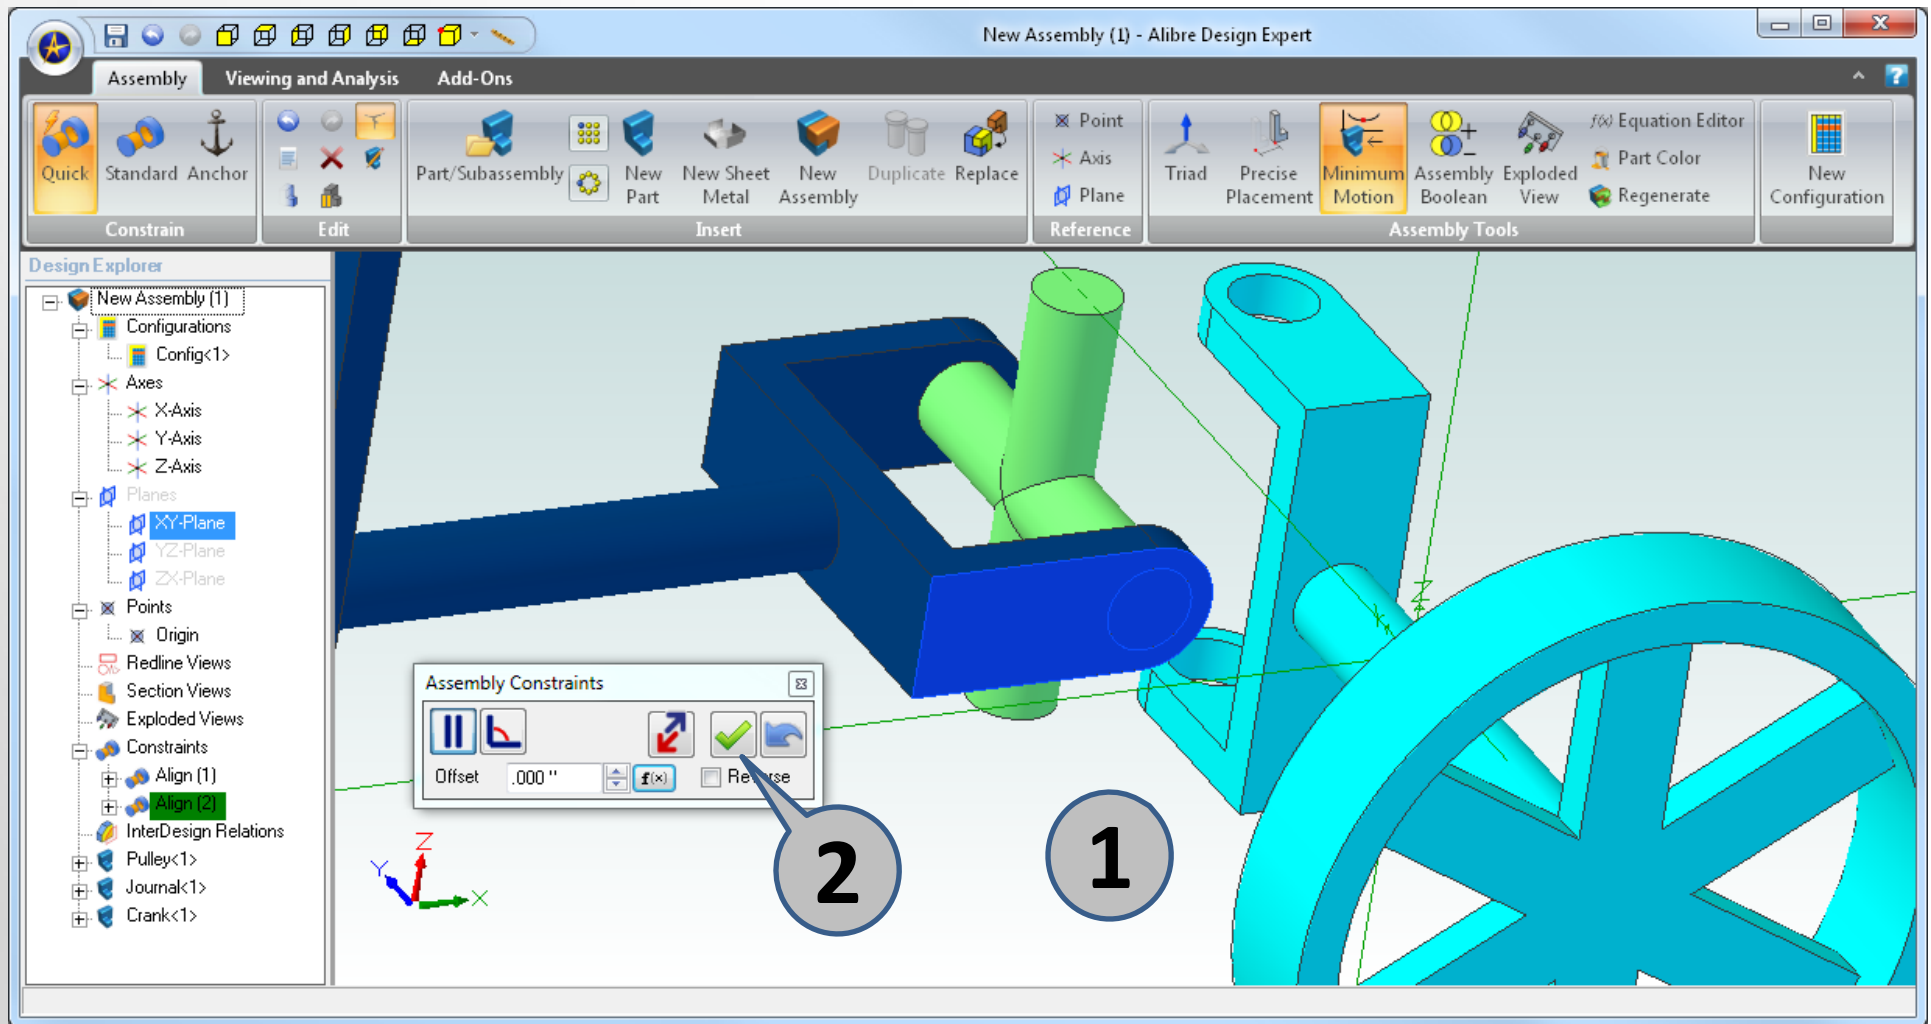 New Assembly (1) - Alibre Design Expert
Assembly Viewing and Analysis Add-Ons
Quick Standard Anchor
Constrain
Edit
Part/Subassembly New Part New Sheet Metal New Assembly Duplicate Replace
Insert
Point
Axis
Plane
Reference
Triad Precise Placement Minimum Motion Assembly Boolean Exploded View
f(x) Equation Editor
Part Color
Regenerate
Assembly Tools
New Configuration
Design Explorer
New Assembly (1)
Configurations
Config<1>
Axes
X-Axis
Y-Axis
Z-Axis
Planes
XY-Plane
YZ-Plane
ZX-Plane
Points
Origin
Redline Views
Section Views
Exploded Views
Constraints
Align (1)
Align (2)
InterDesign Relations
Pulley<1>
Journal<1>
Crank<1>
Assembly Constraints
Offset .000 " f(x)
Z
Y
X
2
1
Z